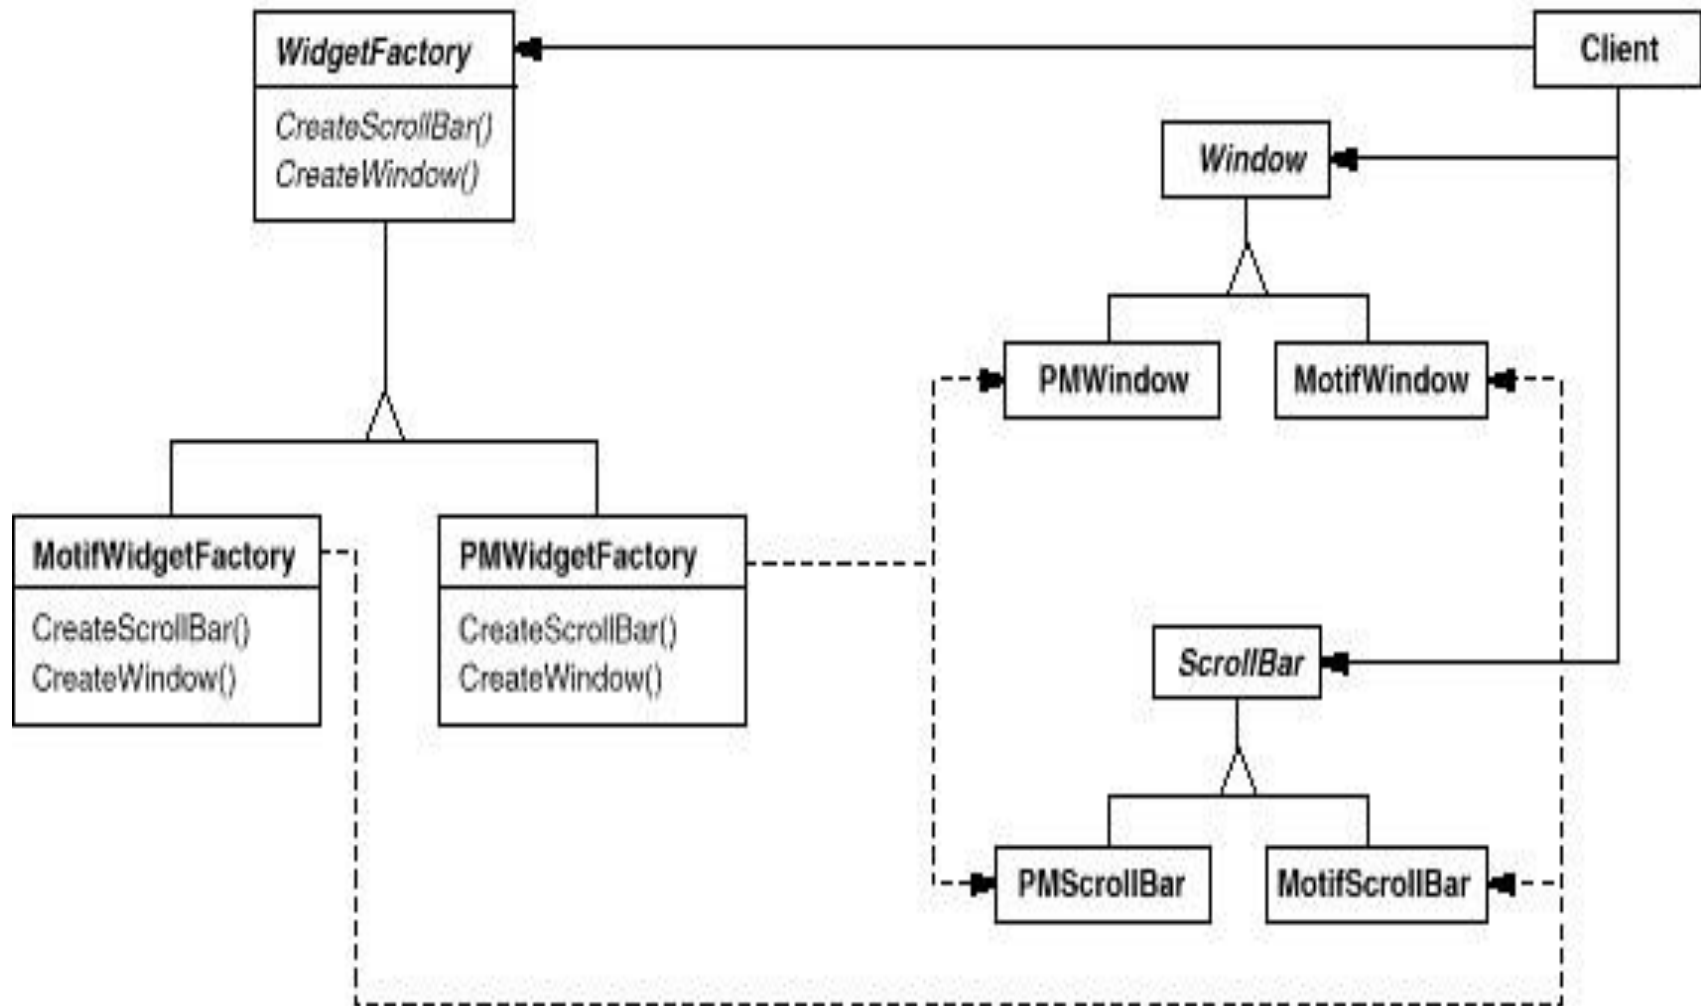 WidgetFactory
CreateScrollBar()
CreateWindow()
Client
Window
PMWindow
MotifWindow
MotifWidgetFactory
CreateScrollBar()
CreateWindow()
PMWidgetFactory
CreateScrollBar()
CreateWindow()
ScrollBar
PMScrollBar
MotifScrollBar